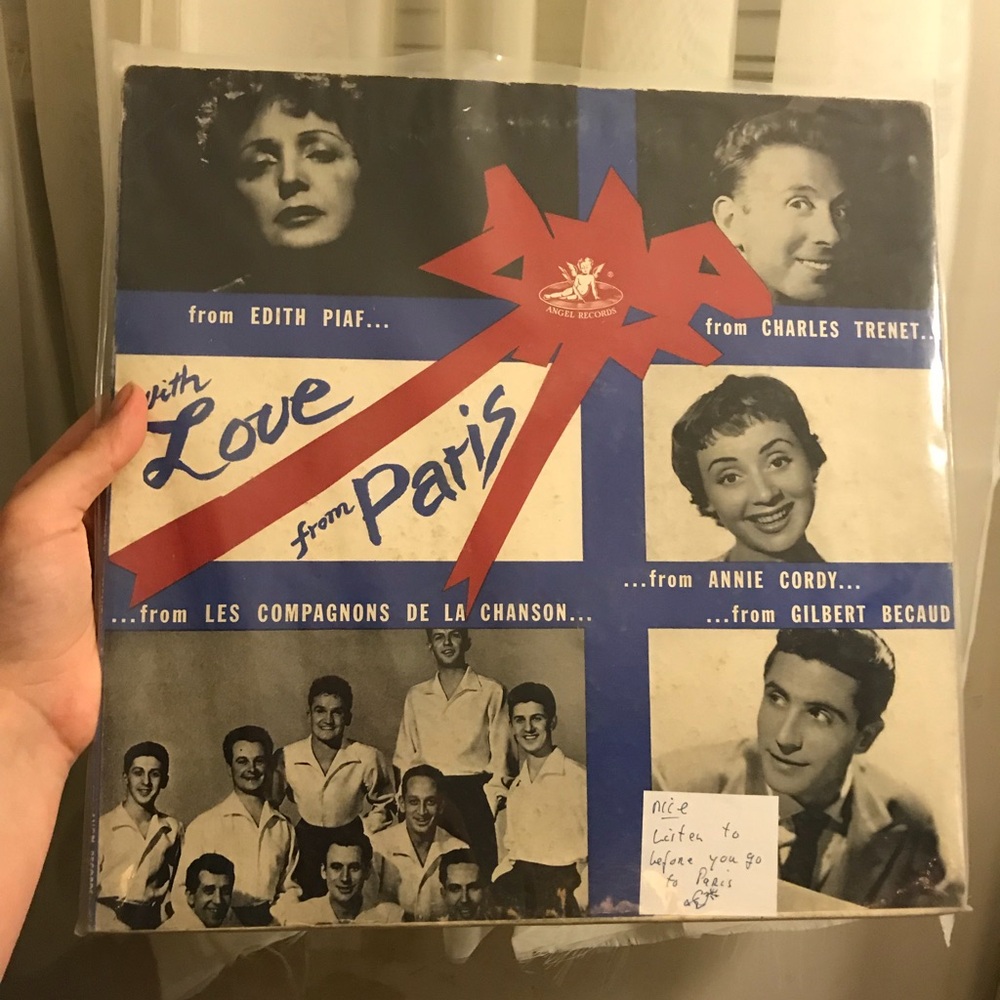 from EDITH PIAF...
from CHARLES TRENET...
ANGEL RECORDS
®
with
Love
from Paris
...from ANNIE CORDY...
...from LES COMPAGNONS DE LA CHANSON...
...from GILBERT BECAUD
nice
Listen to
before you go
to Paris